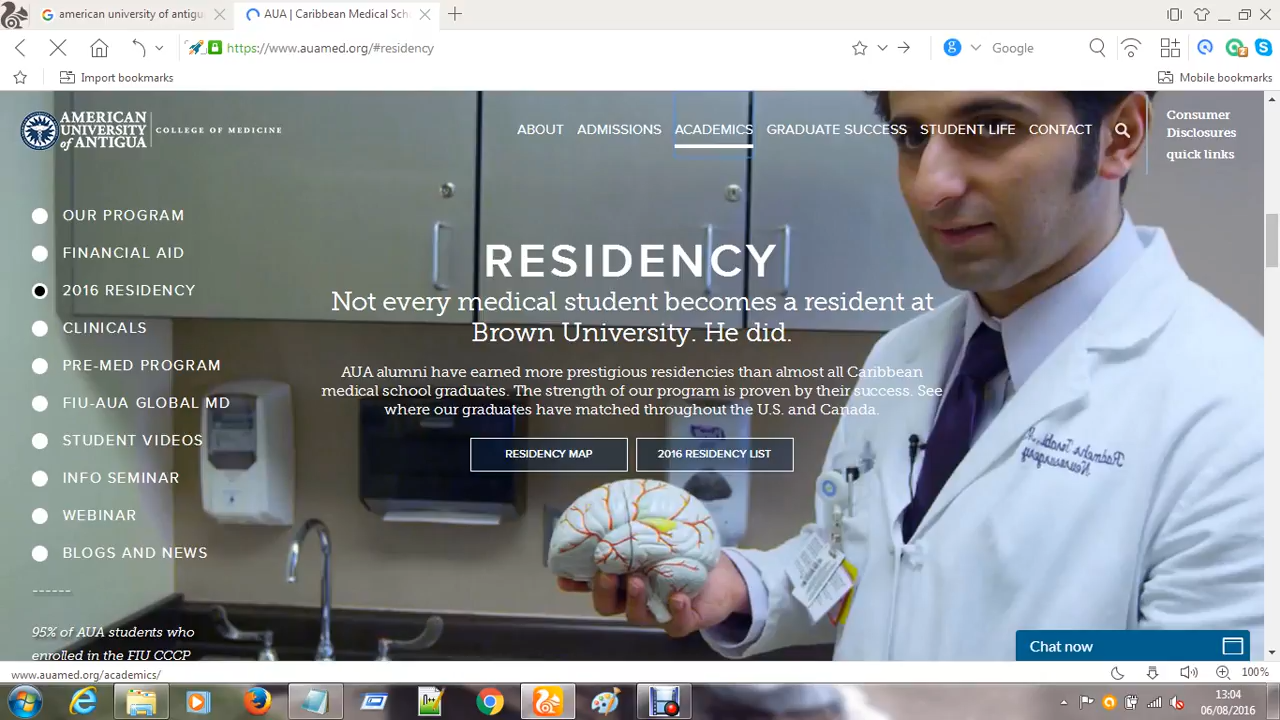 american university of antigu
AUA | Caribbean Medical Sch
https://www.auamed.org/#residency
Google
Import bookmarks
Mobile bookmarks
AMERICAN
UNIVERSITY
of ANTIGUA
COLLEGE OF MEDICINE
ABOUT ADMISSIONS ACADEMICS GRADUATE SUCCESS STUDENT LIFE CONTACT
Consumer
Disclosures
quick links
OUR PROGRAM
FINANCIAL AID
2016 RESIDENCY
CLINICALS
PRE-MED PROGRAM
FIU-AUA GLOBAL MD
STUDENT VIDEOS
INFO SEMINAR
WEBINAR
BLOGS AND NEWS
------
95% of AUA students who
enrolled in the FIU CCCP
RESIDENCY
Not every medical student becomes a resident at
Brown University. He did.
AUA alumni have earned more prestigious residencies than almost all Caribbean
medical school graduates. The strength of our program is proven by their success. See
where our graduates have matched throughout the U.S. and Canada.
RESIDENCY MAP
2016 RESIDENCY LIST
Neurosurgery
Chat now
www.auamed.org/academics/
100%
13:04
06/08/2016